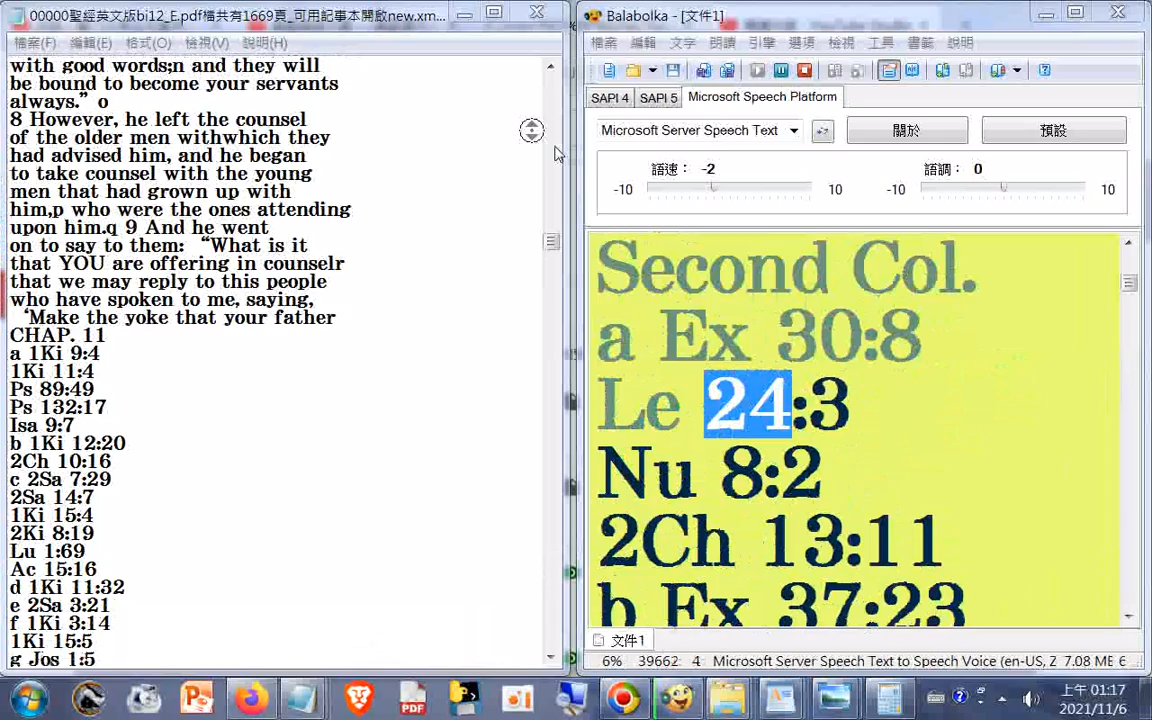 00000聖經英文版bi12_E.pdf檔共有1669頁_可用記事本開啟new.xm...
檔案(F) 編輯(E) 格式(O) 檢視(V) 說明(H)
with good words;n and they will
be bound to become your servants
always.” o
8 However, he left the counsel
of the older men withwhich they
had advised him, and he began
to take counsel with the young
men that had grown up with
him,p who were the ones attending
upon him.q 9 And he went
on to say to them: “What is it
that YOU are offering in counselr
that we may reply to this people
who have spoken to me, saying,
‘Make the yoke that your father
CHAP. 11
a 1Ki 9:4
1Ki 11:4
Ps 89:49
Ps 132:17
Isa 9:7
b 1Ki 12:20
2Ch 10:16
c 2Sa 7:29
2Sa 14:7
1Ki 15:4
2Ki 8:19
Lu 1:69
Ac 15:16
d 1Ki 11:32
e 2Sa 3:21
f 1Ki 3:14
1Ki 15:5
g Jos 1:5
Balabolka - [文件1]
檔案 編輯 文字 朗讀 引擎 選項 檢視 工具 書籤 說明
SAPI 4 SAPI 5 Microsoft Speech Platform
Microsoft Server Speech Text 關於 預設
語速： -2 語調： 0
-10 10 -10 10
Second Col.
a Ex 30:8
Le 24:3
Nu 8:2
2Ch 13:11
b Ex 37:23
文件1
6% 39662: 4 Microsoft Server Speech Text to Speech Voice (en-US, Z 7.08 MB 6
上午 01:17
2021/11/6